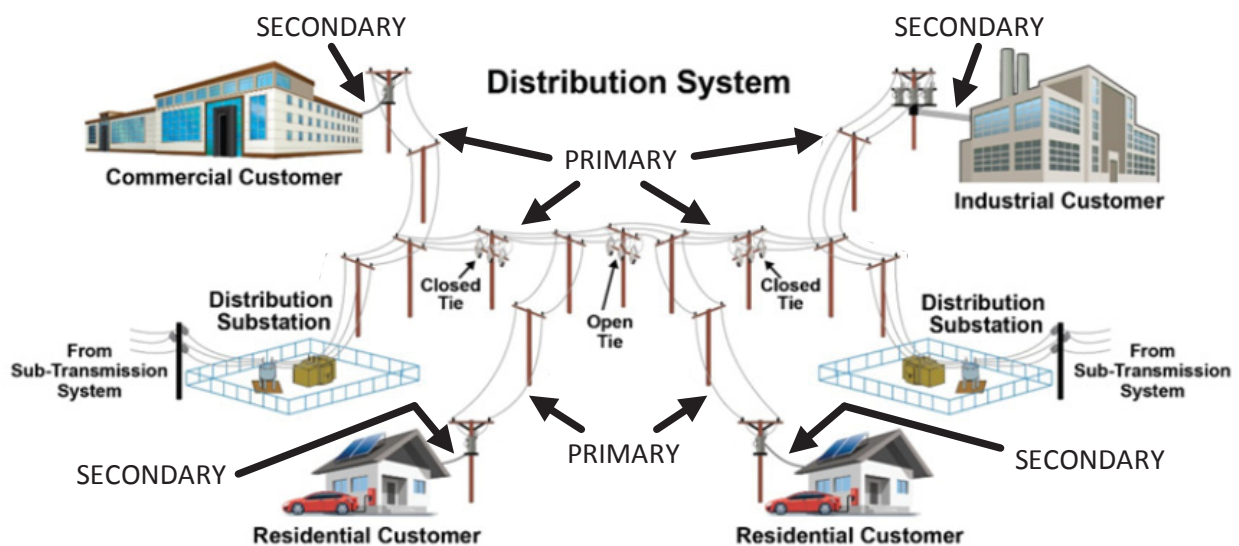 SECONDARY
SECONDARY
Distribution System
PRIMARY
Commercial Customer
Industrial Customer
Closed
Tie
Open
Tie
Closed
Tie
Distribution
Substation
Distribution
Substation
From
Sub-Transmission
System
From
Sub-Transmission
System
SECONDARY
PRIMARY
SECONDARY
Residential Customer
Residential Customer